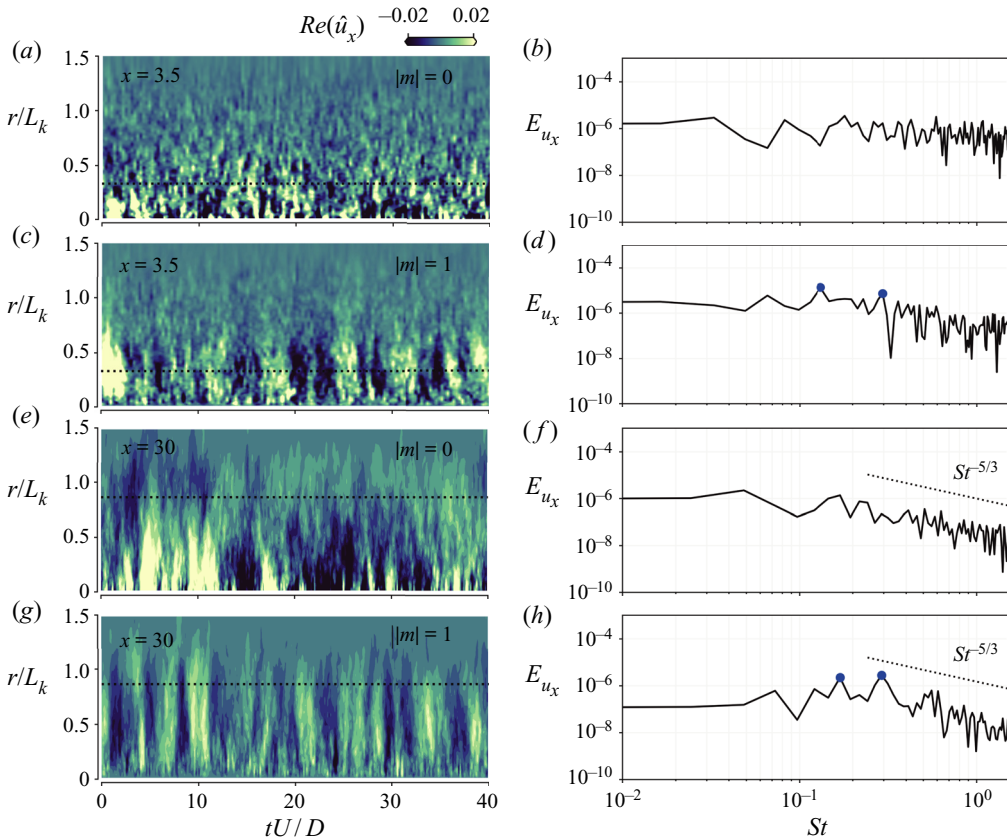 Re(û_x) −0.02 0.02
(a) (b)
1.5 x = 3.5 |m| = 0
r/L_k 1.0
0.5
0
E_{u_x} 10^{−4}
10^{−6}
10^{−8}
10^{−10}
(c) (d)
1.5 x = 3.5 |m| = 1
r/L_k 1.0
0.5
0
E_{u_x} 10^{−4}
10^{−6}
10^{−8}
10^{−10}
(e) (f)
1.5 x = 30 |m| = 0
r/L_k 1.0
0.5
0
E_{u_x} 10^{−4}
10^{−6}
10^{−8}
10^{−10}
St^{−5/3}
(g) (h)
1.5 x = 30 ||m| = 1
r/L_k 1.0
0.5
0
E_{u_x} 10^{−4}
10^{−6}
10^{−8}
10^{−10}
St^{−5/3}
0 10 20 30 40
tU/D
10^{−2} 10^{−1} 10^{0}
St